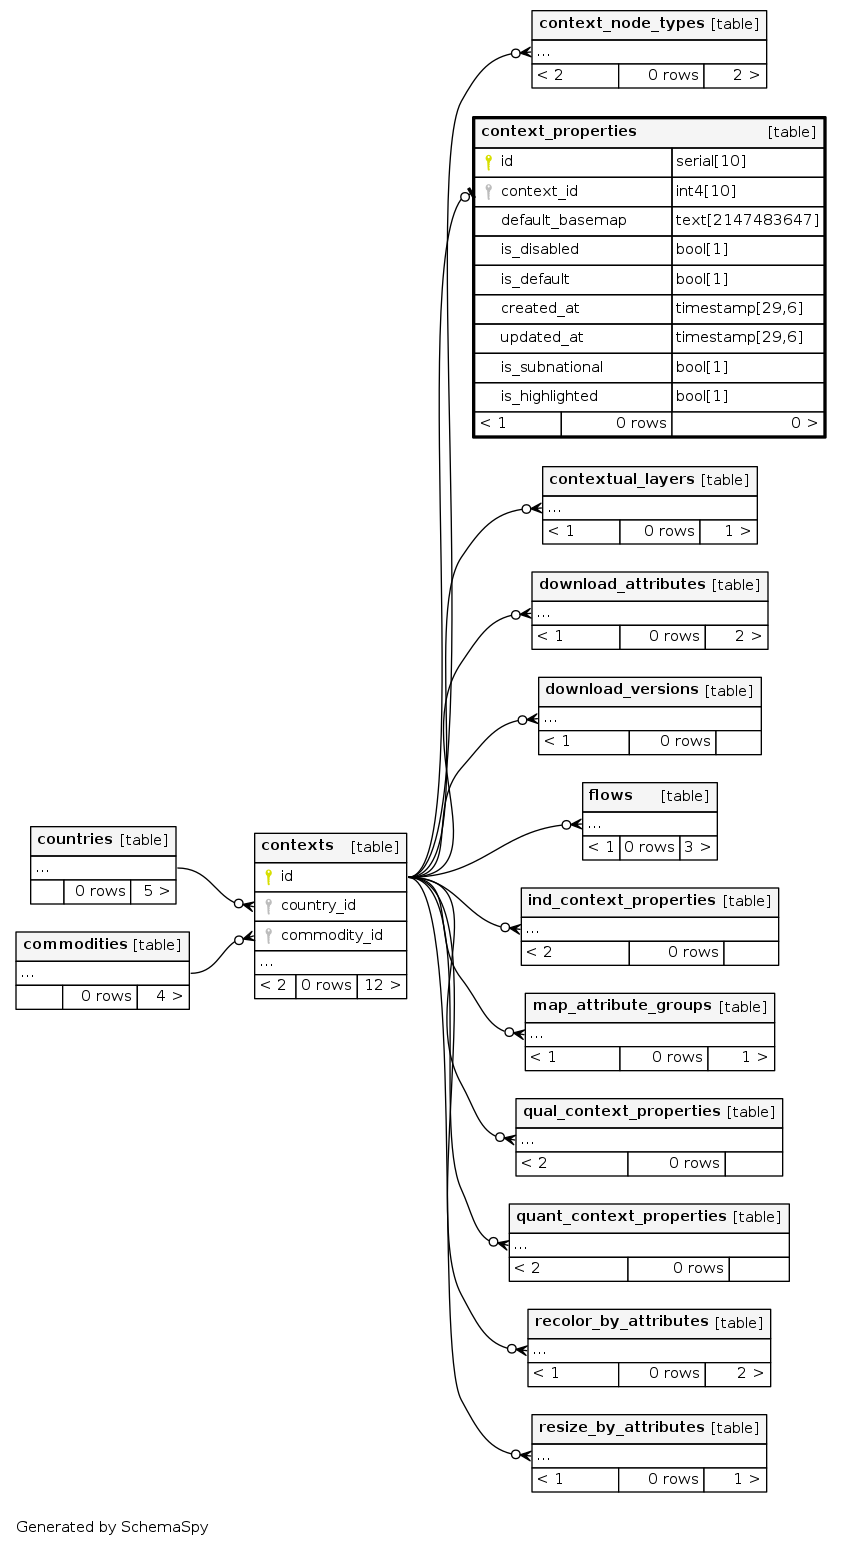 context_node_types [table]
...
< 2 0 rows 2 >
context_properties [table]
id serial[10]
context_id int4[10]
default_basemap text[2147483647]
is_disabled bool[1]
is_default bool[1]
created_at timestamp[29,6]
updated_at timestamp[29,6]
is_subnational bool[1]
is_highlighted bool[1]
< 1 0 rows 0 >
contextual_layers [table]
...
< 1 0 rows 1 >
download_attributes [table]
...
< 1 0 rows 2 >
download_versions [table]
...
< 1 0 rows
flows [table]
...
< 1 0 rows 3 >
countries [table]
...
0 rows 5 >
commodities [table]
...
0 rows 4 >
contexts [table]
id
country_id
commodity_id
...
< 2 0 rows 12 >
ind_context_properties [table]
...
< 2 0 rows
map_attribute_groups [table]
...
< 1 0 rows 1 >
qual_context_properties [table]
...
< 2 0 rows
quant_context_properties [table]
...
< 2 0 rows
recolor_by_attributes [table]
...
< 1 0 rows 2 >
resize_by_attributes [table]
...
< 1 0 rows 1 >
Generated by SchemaSpy